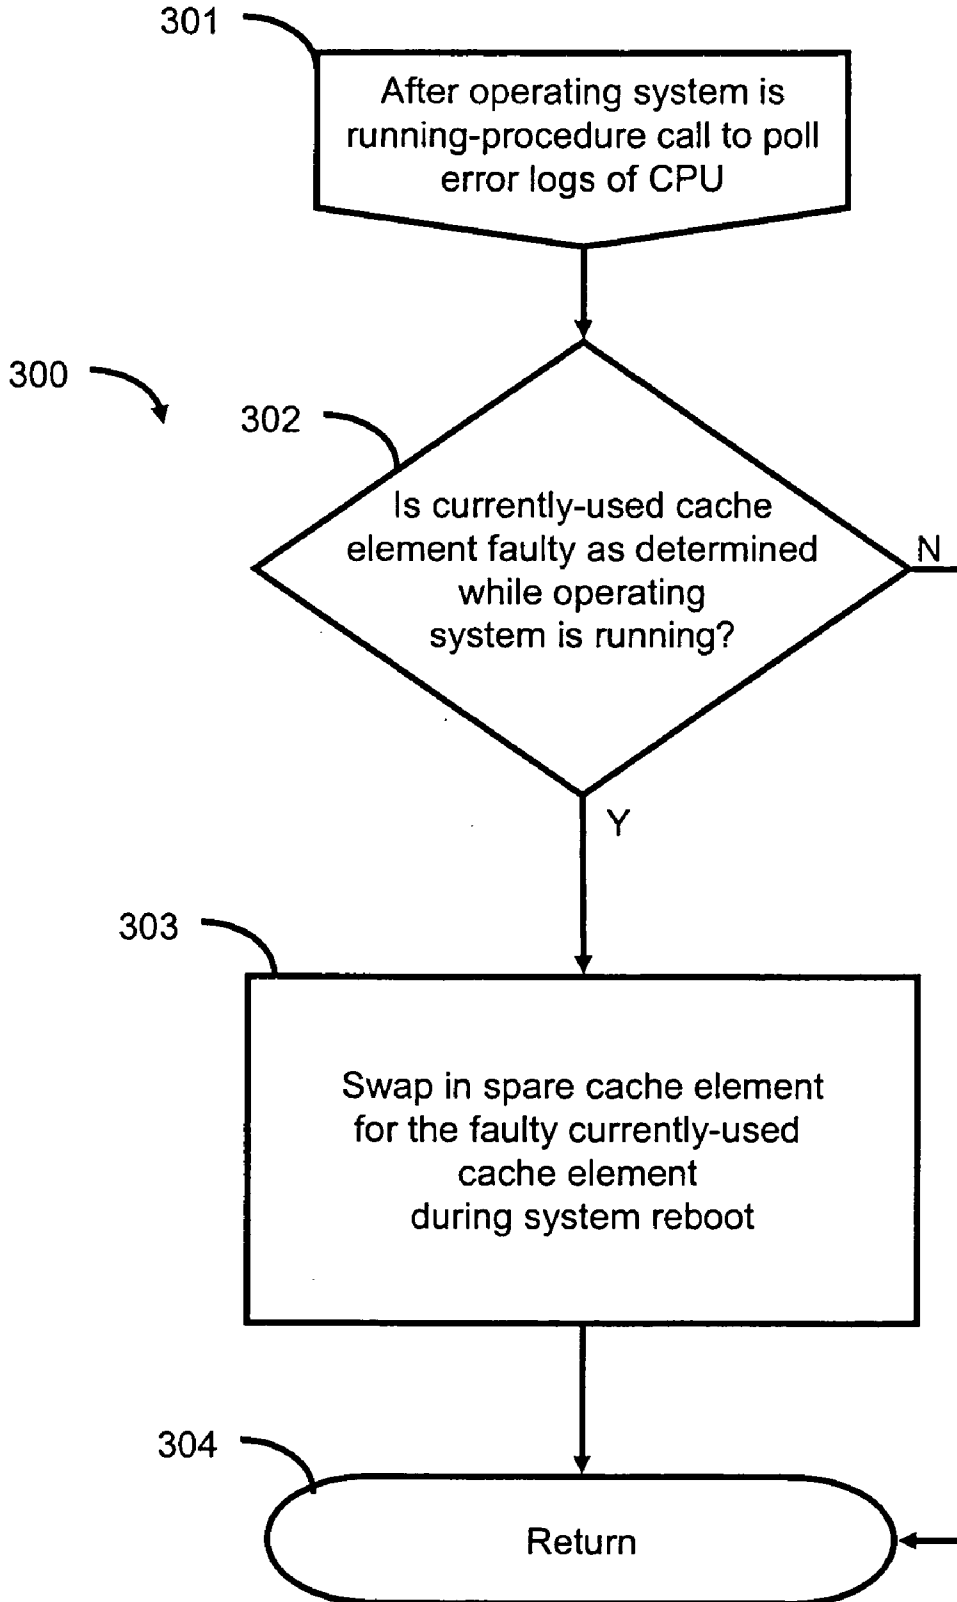 301
After operating system is
running-procedure call to poll
error logs of CPU
300
302
Is currently-used cache
element faulty as determined
while operating
system is running?
N
Y
303
Swap in spare cache element
for the faulty currently-used
cache element
during system reboot
304
Return